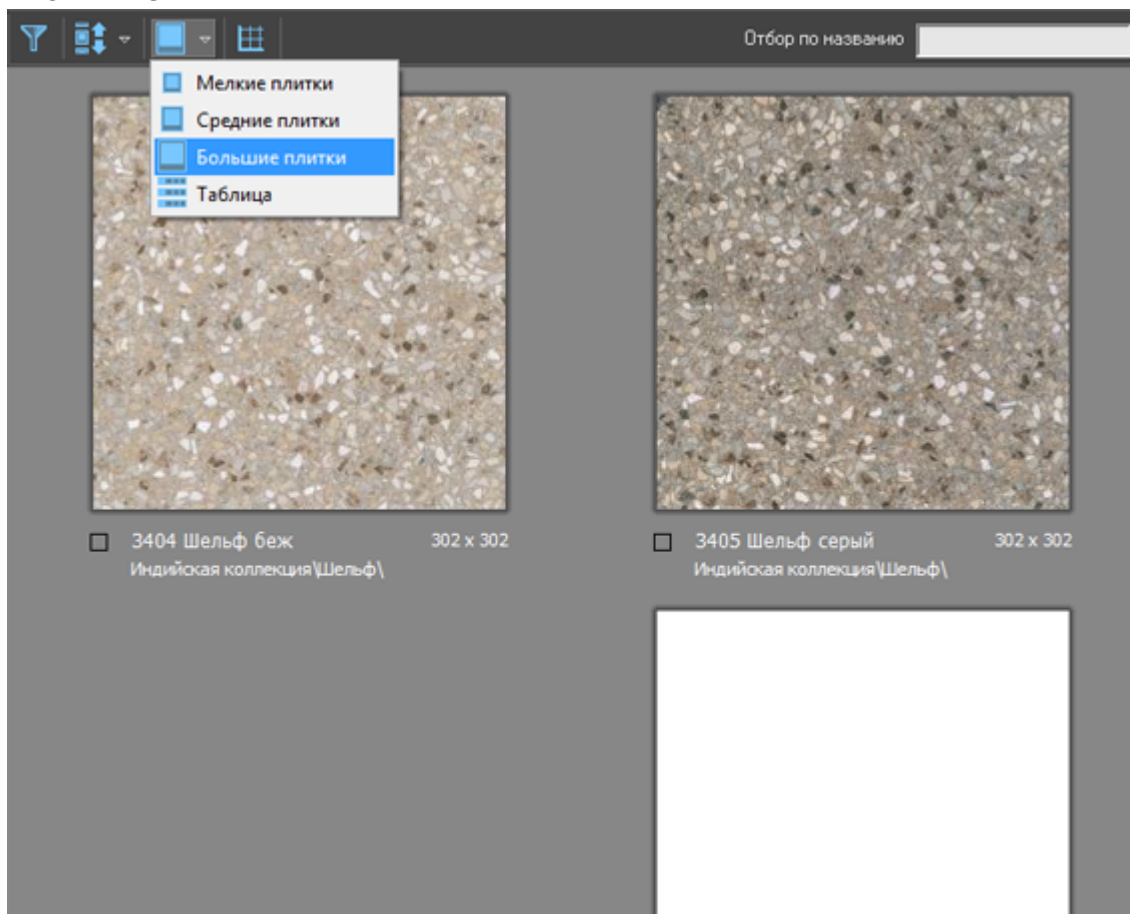 Отбор по названию
Мелкие плитки
Средние плитки
Большие плитки
Таблица
3404 Шельф беж 302 x 302
Индийская коллекция\Шельф\
3405 Шельф серый 302 x 302
Индийская коллекция\Шельф\